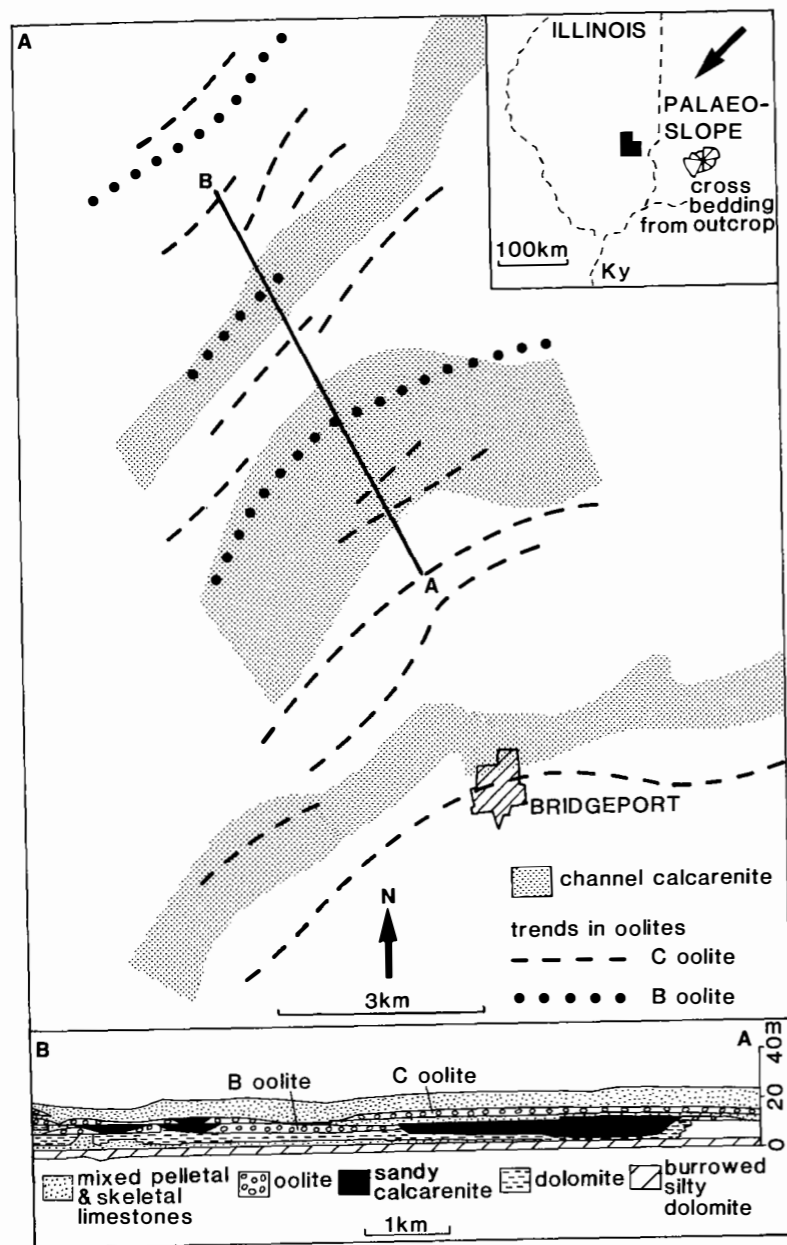 A
ILLINOIS
PALAEO-
SLOPE
cross
bedding
from outcrop
100km
Ky
B
A
BRIDGEPORT
channel calcarenite
N
trends in oolites
C oolite
3km
B oolite
B
A
40m
20
0
B oolite
C oolite
mixed pelletal
& skeletal
limestones
oolite
sandy
calcarenite
dolomite
burrowed
silty
dolomite
1km